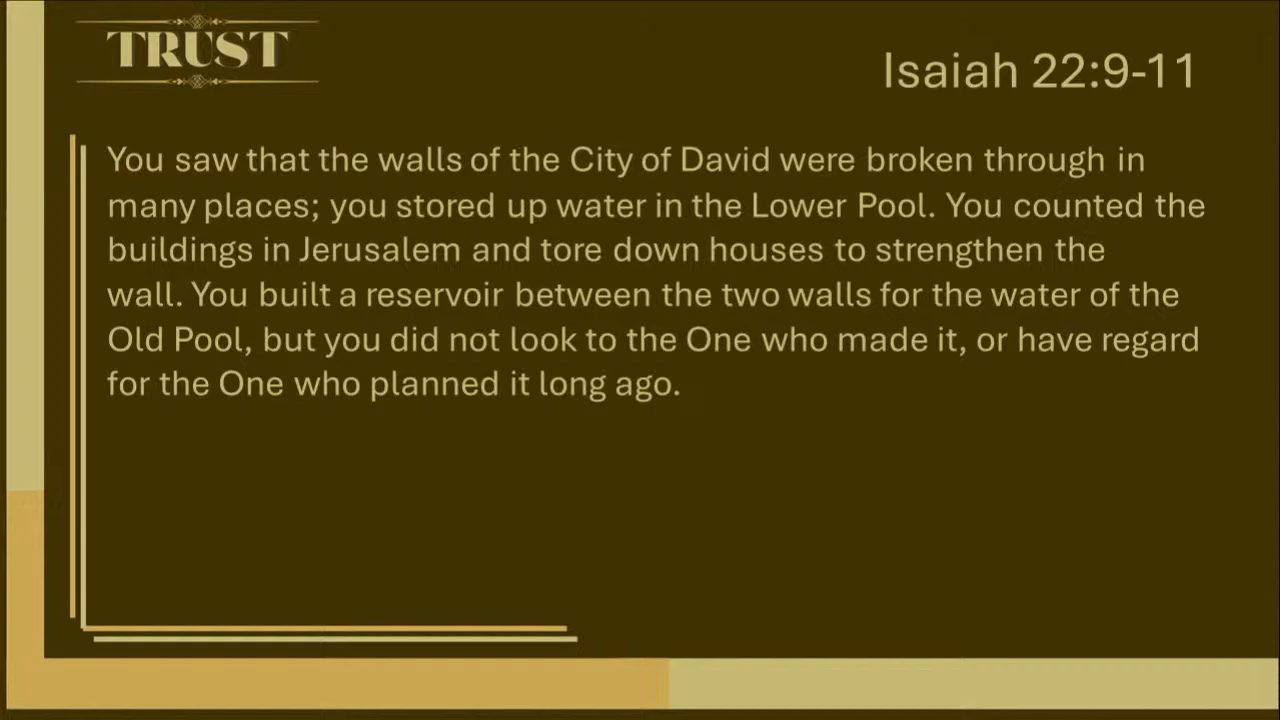 TRUST
Isaiah 22:9-11
You saw that the walls of the City of David were broken through in
many places; you stored up water in the Lower Pool. You counted the
buildings in Jerusalem and tore down houses to strengthen the
wall. You built a reservoir between the two walls for the water of the
Old Pool, but you did not look to the One who made it, or have regard
for the One who planned it long ago.